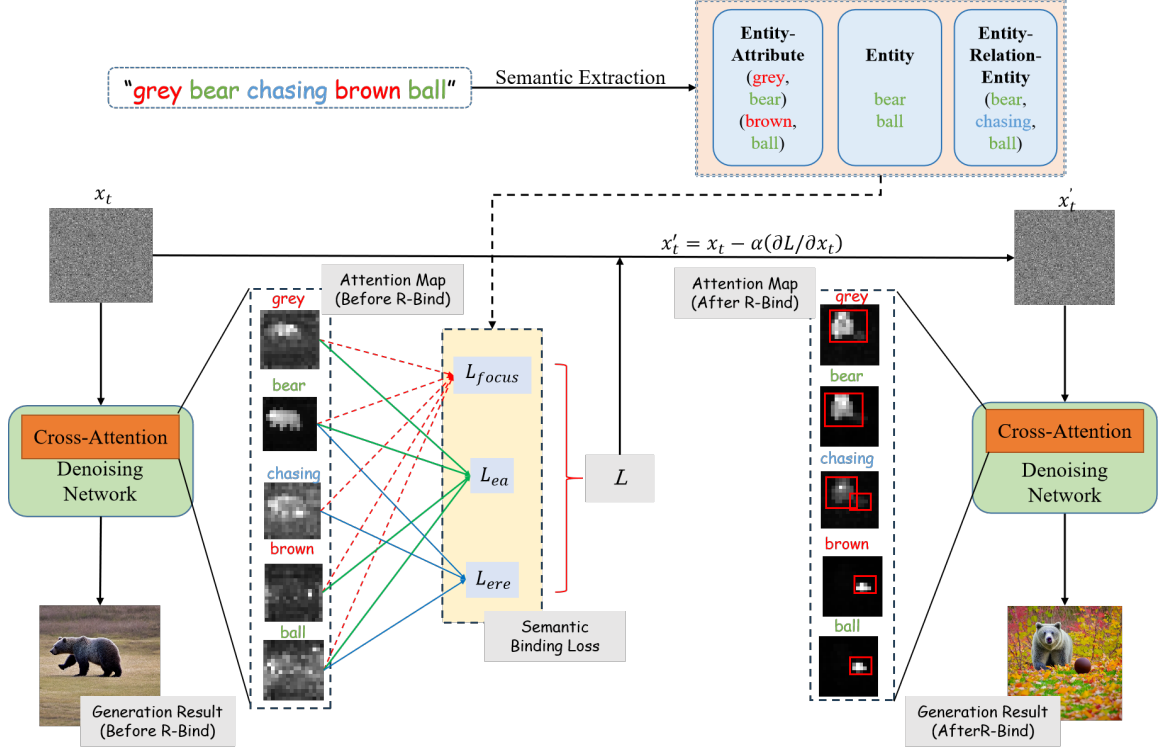 “grey bear chasing brown ball”
Semantic Extraction
Entity-
Attribute
(grey,
bear)
(brown,
ball)
Entity
bear
ball
Entity-
Relation-
Entity
(bear,
chasing,
ball)
x_t
x_t'
x_t' = x_t − α(∂L/∂x_t)
Attention Map
(Before R-Bind)
Attention Map
(After R-Bind)
grey
bear
chasing
brown
ball
L_focus
L_ea
L_ere
L
Semantic
Binding Loss
grey
bear
chasing
brown
ball
Cross-Attention
Denoising
Network
Cross-Attention
Denoising
Network
Generation Result
(Before R-Bind)
Generation Result
(AfterR-Bind)